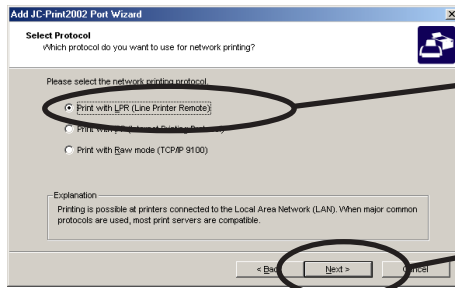 Add JC-Print2002 Port Wizard
Select Protocol
Which protocol do you want to use for network printing?
Please select the network printing protocol.
Print with LPR (Line Printer Remote)
Print with
Print with Raw mode (TCP/IP 9100)
Explanation
Printing is possible at printers connected to the Local Area Network (LAN). When major common
protocols are used, most print servers are compatible.
< Back Next > Cancel